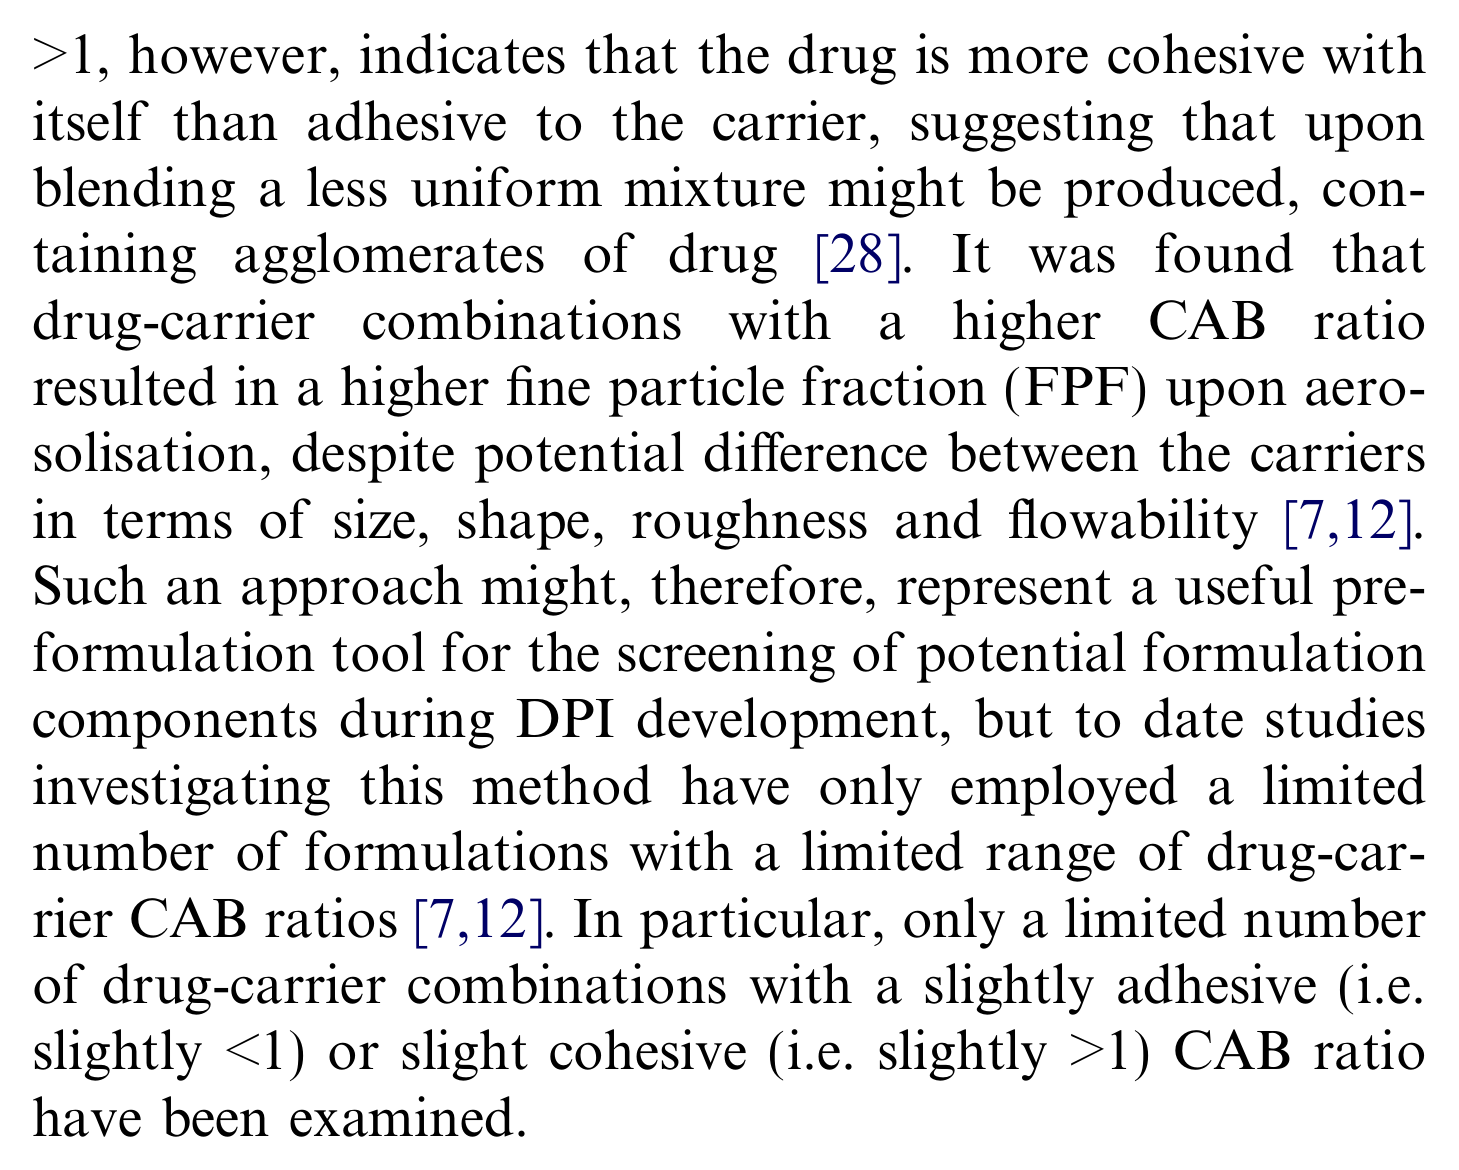 >1, however, indicates that the drug is more cohesive with
itself than adhesive to the carrier, suggesting that upon
blending a less uniform mixture might be produced, con-
taining agglomerates of drug [28]. It was found that
drug-carrier combinations with a higher CAB ratio
resulted in a higher fine particle fraction (FPF) upon aero-
solisation, despite potential difference between the carriers
in terms of size, shape, roughness and flowability [7,12].
Such an approach might, therefore, represent a useful pre-
formulation tool for the screening of potential formulation
components during DPI development, but to date studies
investigating this method have only employed a limited
number of formulations with a limited range of drug-car-
rier CAB ratios [7,12]. In particular, only a limited number
of drug-carrier combinations with a slightly adhesive (i.e.
slightly <1) or slight cohesive (i.e. slightly >1) CAB ratio
have been examined.